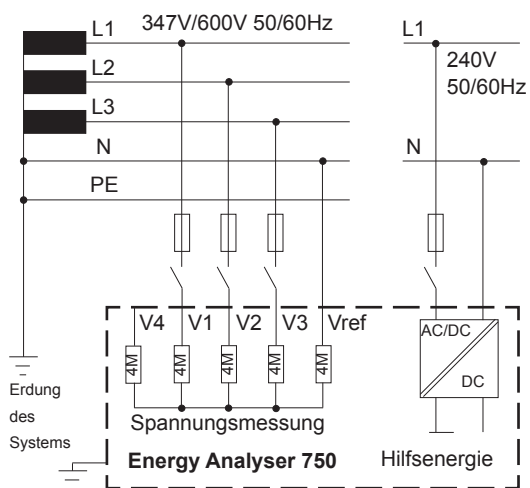 L1 347V/600V 50/60Hz
L2
L3
N
PE
L1
240V
50/60Hz
N
V4 V1 V2 V3 Vref
4M 4M 4M 4M 4M
AC/DC
DC
Erdung
des
Systems
Spannungsmessung
Energy Analyser 750
Hilfsenergie